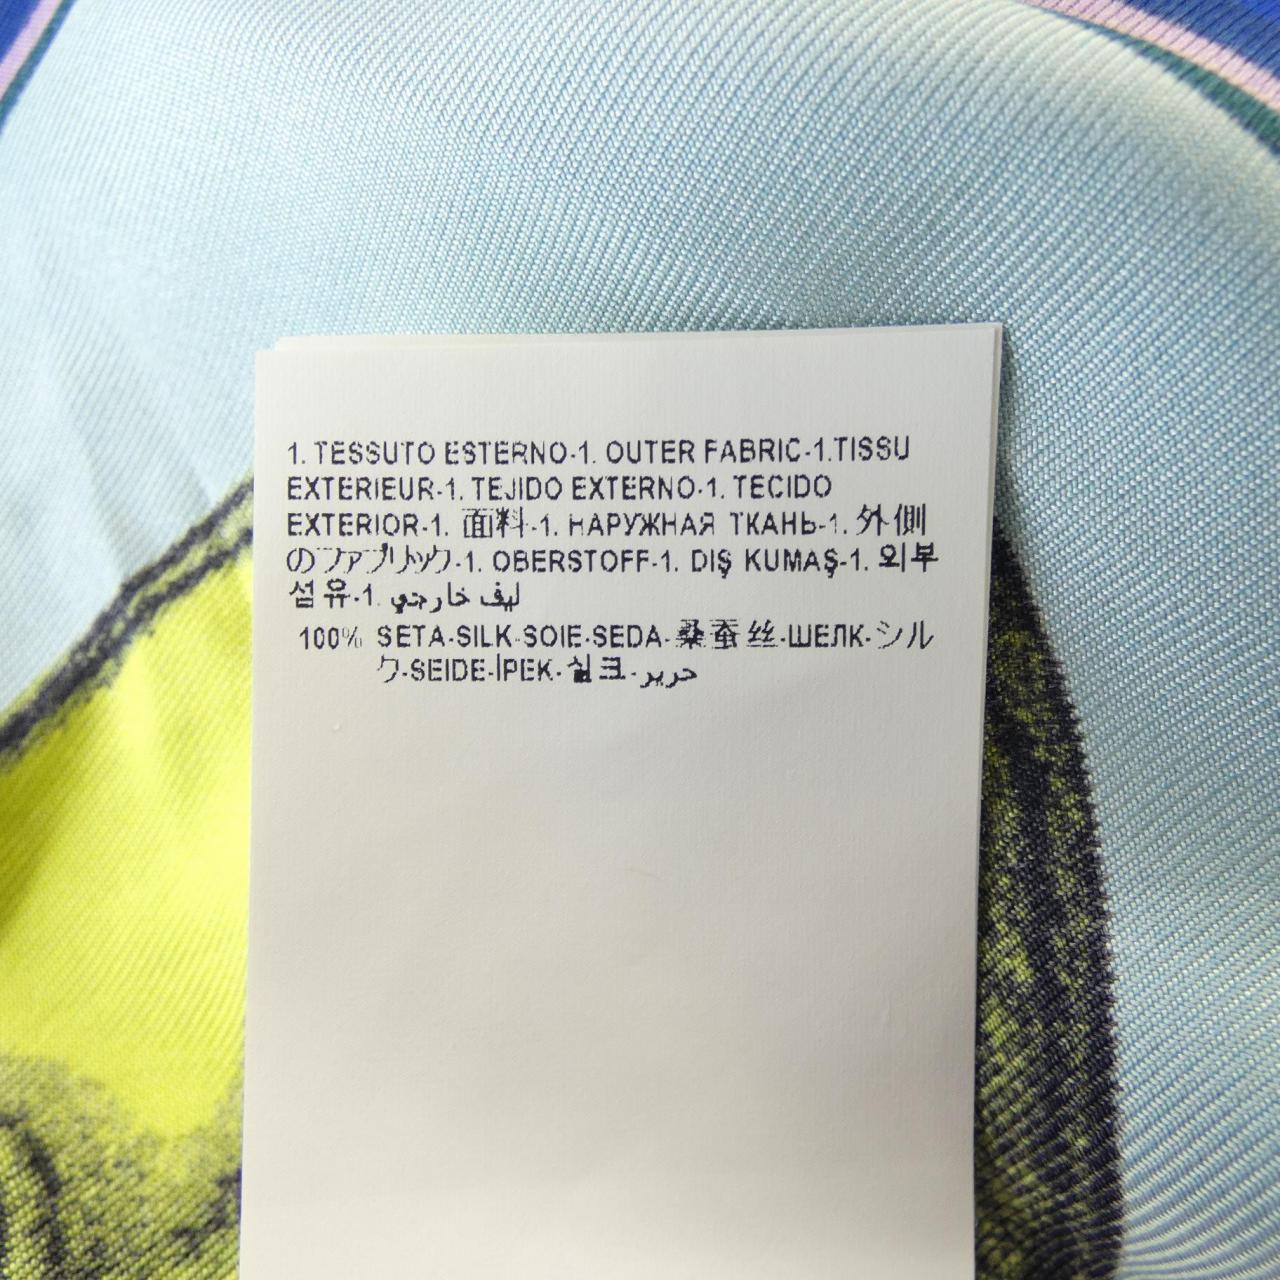 1. TESSUTO ESTERNO-1. OUTER FABRIC-1.TISSU
EXTERIEUR-1. TEJIDO EXTERNO-1. TECIDO
EXTERIOR-1. 面料-1. НАРУЖНАЯ ТКАНЬ-1. 外側
のファブリック-1. OBERSTOFF-1. DIŞ KUMAŞ-1. 외부
섬유-1. ليف خارجي
100% SETA-SILK-SOIE-SEDA-桑蚕丝-ШЕЛК-シル
ク-SEIDE-İPEK-실크-حرير